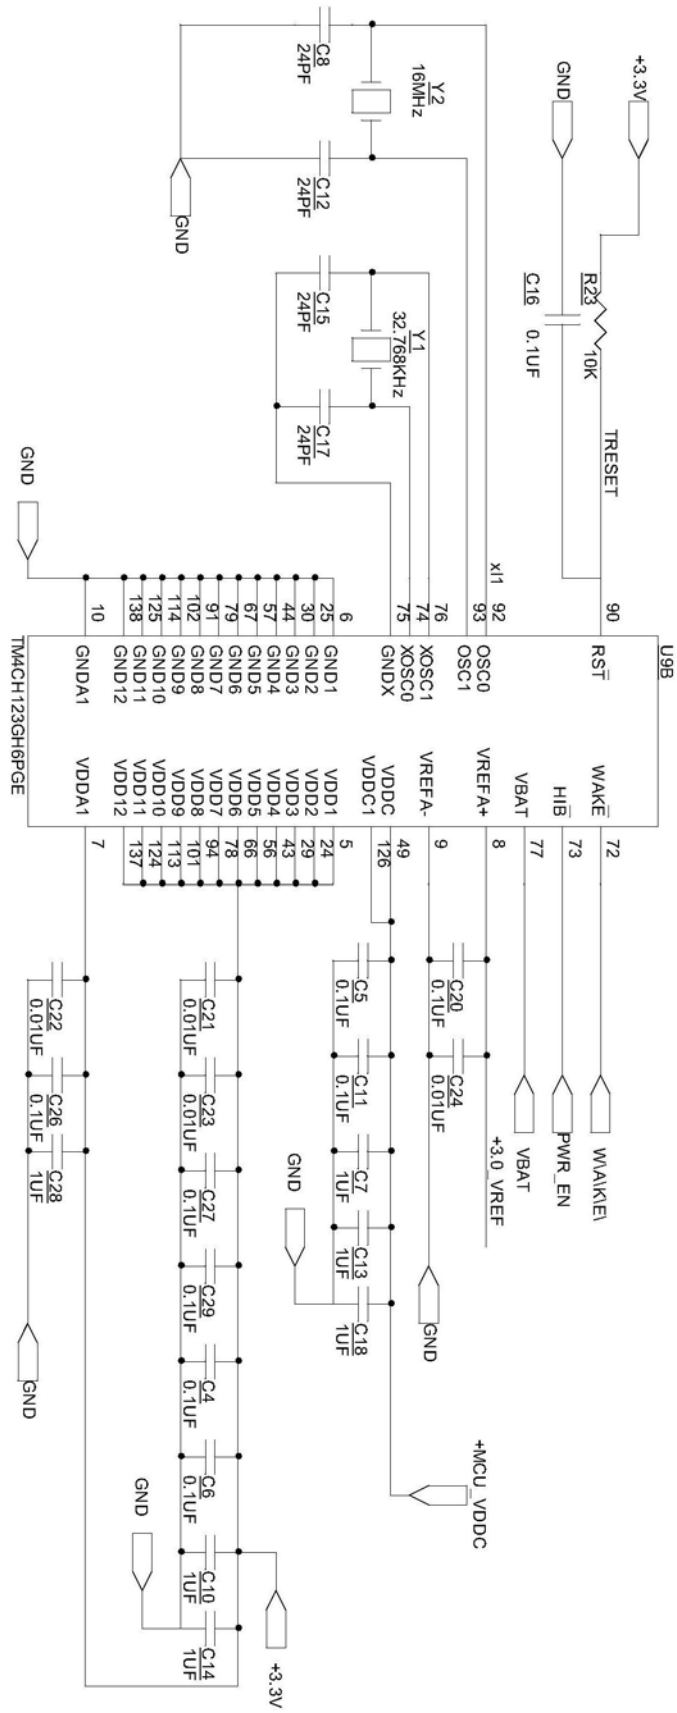 C8
24PF
Y2
16MHz
C12
24PF
GND
GND
+3.3V
C16
0.1UF
R23
10K
TRESET
C15
24PF
Y1
32.768KHz
C17
24PF
GND
xI1
10
138
125
114
102
91
79
67
57
44
30
25
6
75
74
76
93
92
90
U9B
GNDA1
GND12
GND11
GND10
GND9
GND8
GND7
GND6
GND5
GND4
GND3
GND2
GND1
GNDX
XOSC0
XOSC1
OSC1
OSC0
RST
TM4CH123GH6PGE
VDDA1
VDD12
VDD11
VDD10
VDD9
VDD8
VDD7
VDD6
VDD5
VDD4
VDD3
VDD2
VDD1
VDDC1
VDDC
VREFA-
VREFA+
VBAT
HIB
WAKE
7
137
124
113
101
94
78
66
56
43
29
24
5
126
49
9
8
77
73
72
C22
0.01UF
C26
0.1UF
C28
1UF
GND
C21
0.01UF
C23
0.01UF
C27
0.1UF
C29
0.1UF
C4
0.1UF
C6
0.1UF
C10
1UF
C14
1UF
GND
+3.3V
C5
0.1UF
C11
0.1UF
C7
1UF
C13
1UF
C18
1UF
GND
+MCU_VDDC
C20
0.1UF
C24
0.01UF
GND
+3.0_VREF
VBAT
PWR_EN
W\A\K\E\